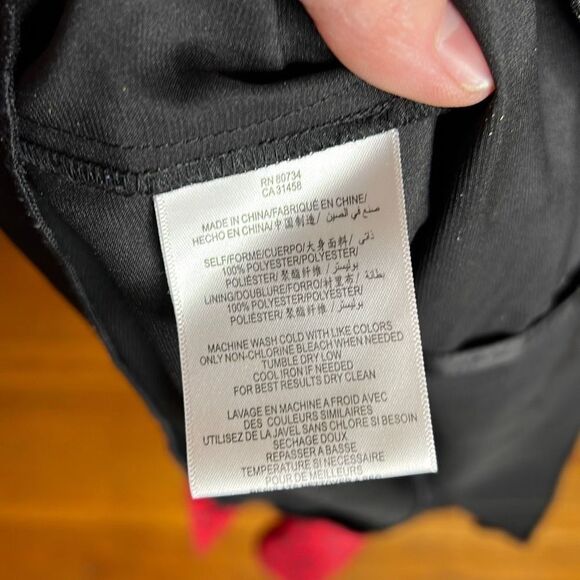 RN 80734
CA 31458
MADE IN CHINA/FABRIQUÉ EN CHINE/
HECHO EN CHINA/中国制造/ صنع في الصين
SELF/FORME/CUERPO/大身面料/ ذاتي
100% POLYESTER/POLYESTER/
POLIÉSTER/聚酯纤维/ بوليستر
LINING/DOUBLURE/FORRO/衬里布/ بطانة
100% POLYESTER/POLYESTER/
POLIÉSTER/聚酯纤维/ بوليستر
MACHINE WASH COLD WITH LIKE COLORS
ONLY NON-CHLORINE BLEACH WHEN NEEDED
TUMBLE DRY LOW
COOL IRON IF NEEDED
FOR BEST RESULTS DRY CLEAN
LAVAGE EN MACHINE A FROID AVEC
DES COULEURS SIMILAIRES
UTILISEZ DE LA JAVEL SANS CHLORE SI BESOIN
SECHAGE DOUX
REPASSER A BASSE
TEMPERATURE SI NECESSAIRE
POUR DE MEILLEURS